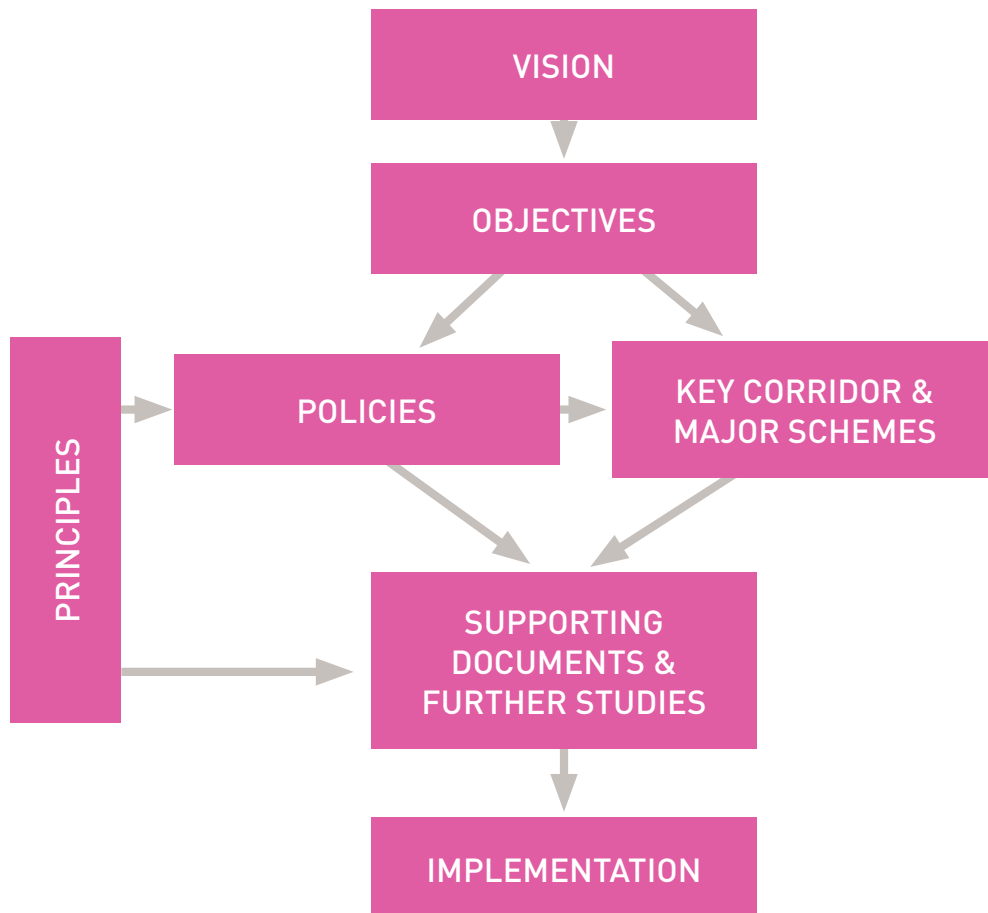 VISION
OBJECTIVES
POLICIES
KEY CORRIDOR &
MAJOR SCHEMES
PRINCIPLES
SUPPORTING
DOCUMENTS &
FURTHER STUDIES
IMPLEMENTATION